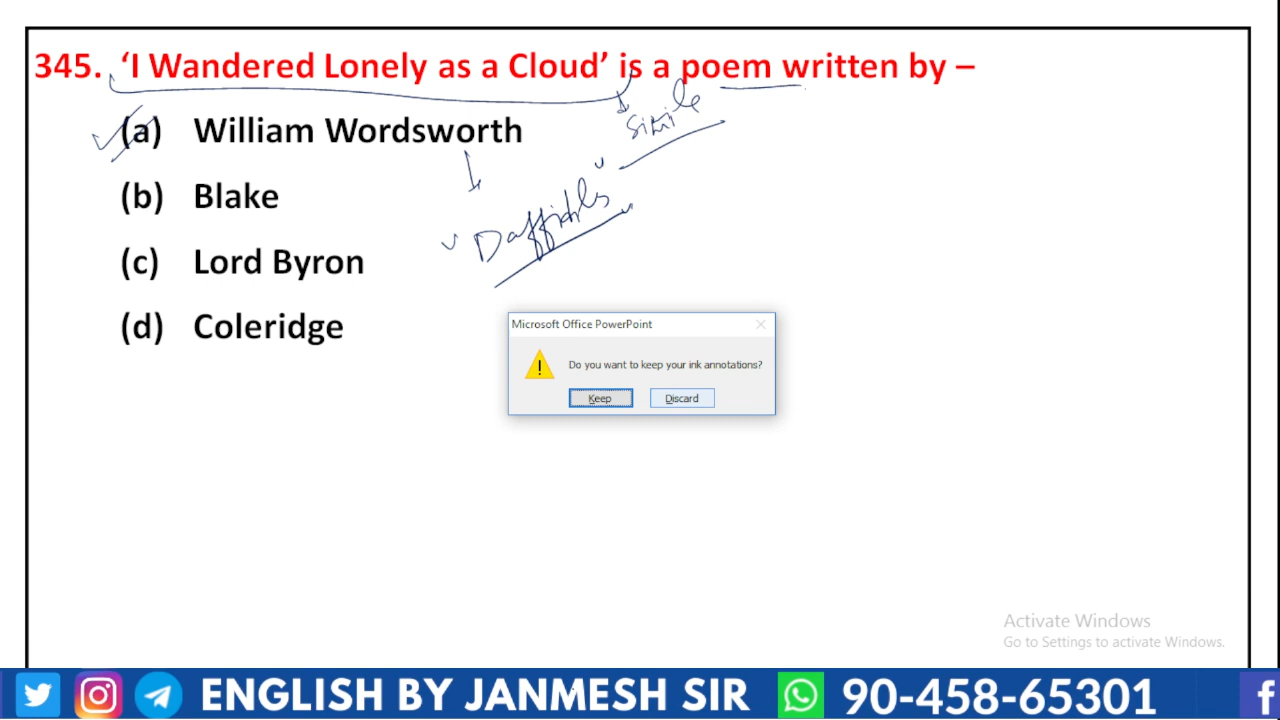 345. ‘I Wandered Lonely as a Cloud’ is a poem written by –
simile
(a) William Wordsworth
(b) Blake
"Daffidils"
(c) Lord Byron
(d) Coleridge
Microsoft Office PowerPoint
Do you want to keep your ink annotations?
Keep Discard
Activate Windows
Go to Settings to activate Windows.
ENGLISH BY JANMESH SIR 90-458-65301